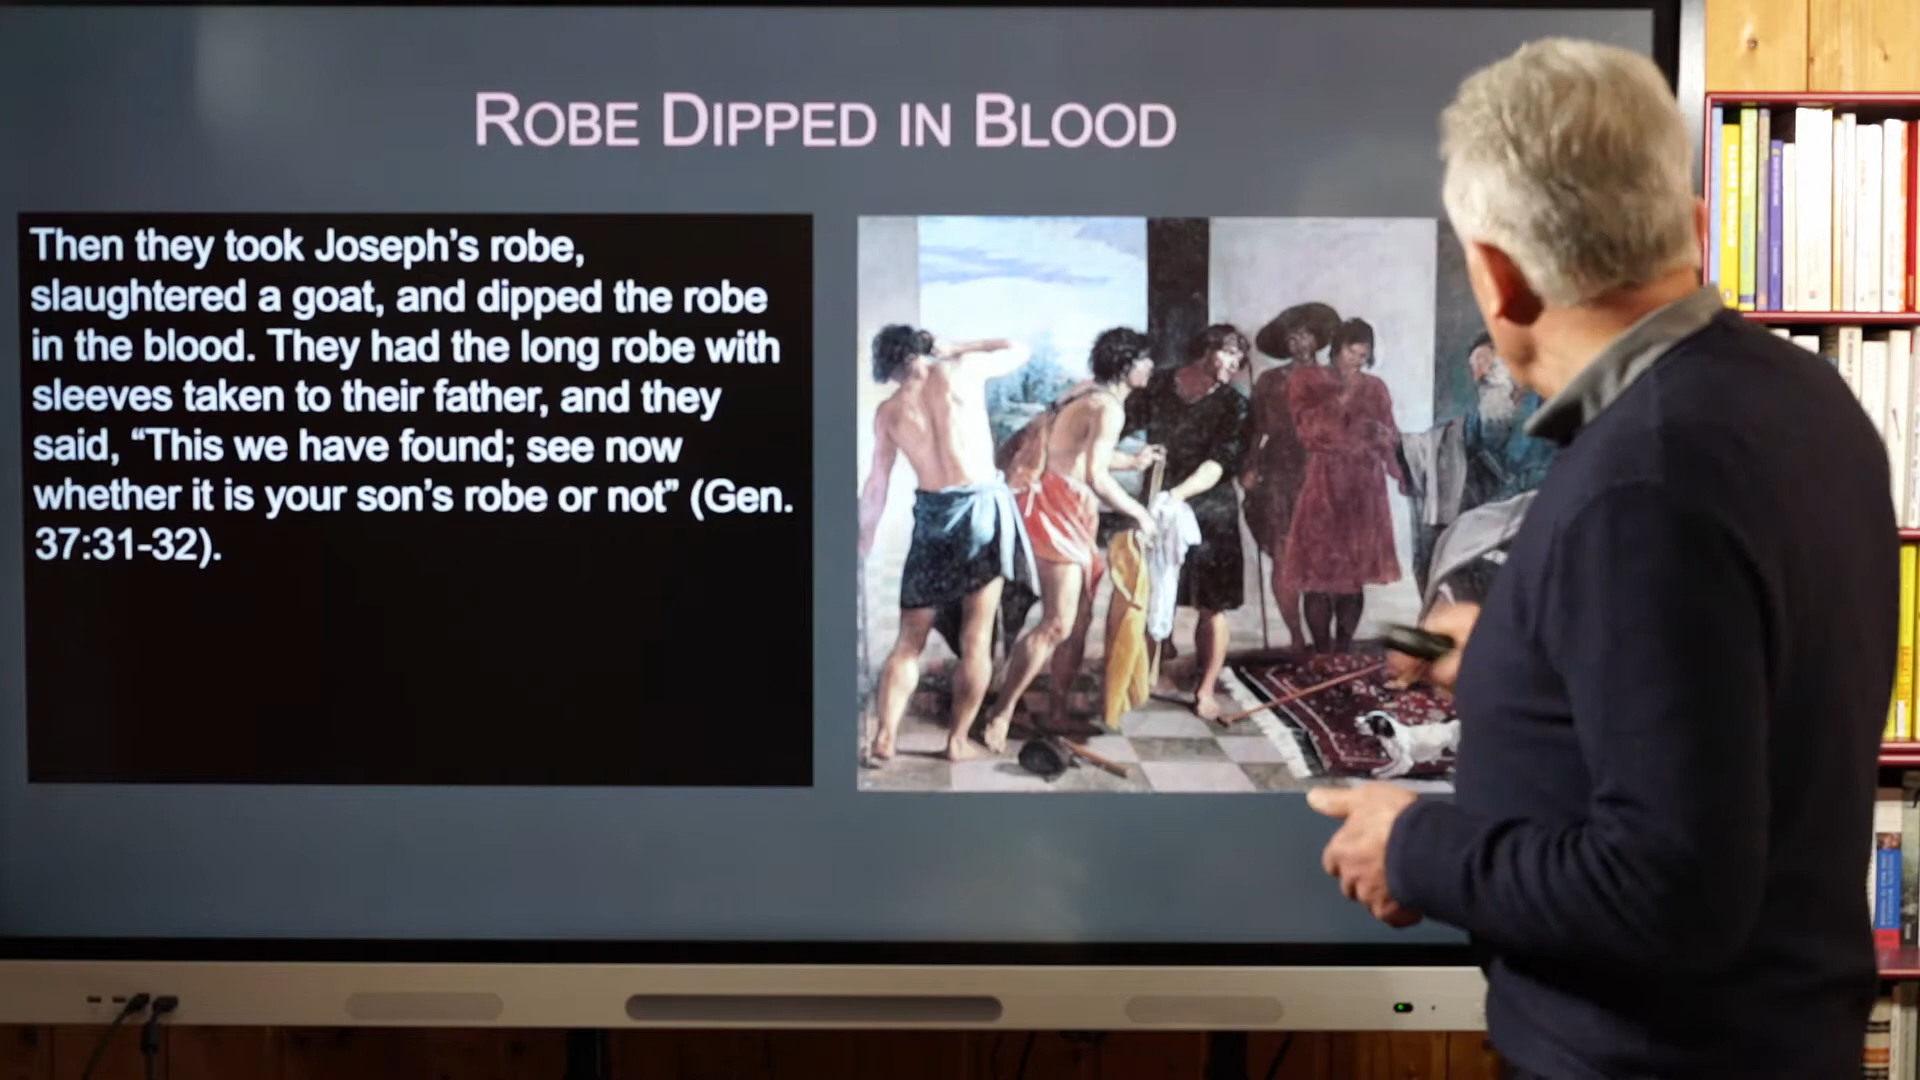 ROBE DIPPED IN BLOOD
Then they took Joseph’s robe,
slaughtered a goat, and dipped the robe
in the blood. They had the long robe with
sleeves taken to their father, and they
said, “This we have found; see now
whether it is your son’s robe or not” (Gen.
37:31-32).